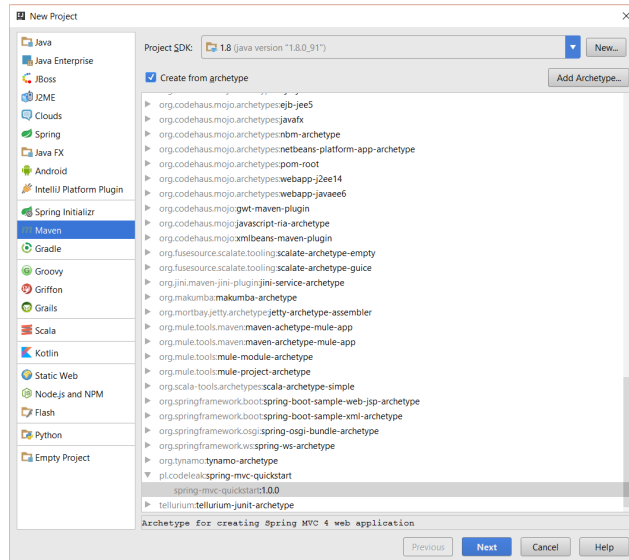 New Project
Java
Java Enterprise
JBoss
J2ME
Clouds
Spring
Java FX
Android
IntelliJ Platform Plugin
Spring Initializr
Maven
Gradle
Groovy
Griffon
Grails
Scala
Kotlin
Static Web
Node.js and NPM
Flash
Python
Empty Project
Project SDK: 1.8 (java version "1.8.0_91") New...
Create from archetype Add Archetype...
org.codehaus.mojo.archetypes:ejb-jee5
org.codehaus.mojo.archetypes:javafx
org.codehaus.mojo.archetypes:nbm-archetype
org.codehaus.mojo.archetypes:netbeans-platform-app-archetype
org.codehaus.mojo.archetypes:pom-root
org.codehaus.mojo.archetypes:webapp-j2ee14
org.codehaus.mojo.archetypes:webapp-javaee6
org.codehaus.mojo:gwt-maven-plugin
org.codehaus.mojo:javascript-ria-archetype
org.codehaus.mojo:xmlbeans-maven-plugin
org.fusesource.scalate.tooling:scalate-archetype-empty
org.fusesource.scalate.tooling:scalate-archetype-guice
org.jini.maven-jini-plugin:jini-service-archetype
org.makumba:makumba-archetype
org.mortbay.jetty.archetype:jetty-archetype-assembler
org.mule.tools.maven:maven-achetype-mule-app
org.mule.tools.maven:maven-archetype-mule-app
org.mule.tools:mule-module-archetype
org.mule.tools:mule-project-archetype
org.scala-tools.archetypes:scala-archetype-simple
org.springframework.boot:spring-boot-sample-web-jsp-archetype
org.springframework.boot:spring-boot-sample-xml-archetype
org.springframework.osgi:spring-osgi-bundle-archetype
org.springframework.ws:spring-ws-archetype
org.tynamo:tynamo-archetype
pl.codeleak:spring-mvc-quickstart
spring-mvc-quickstart:1.0.0
tellurium:tellurium-junit-archetype
Archetype for creating Spring MVC 4 web application
Previous Next Cancel Help